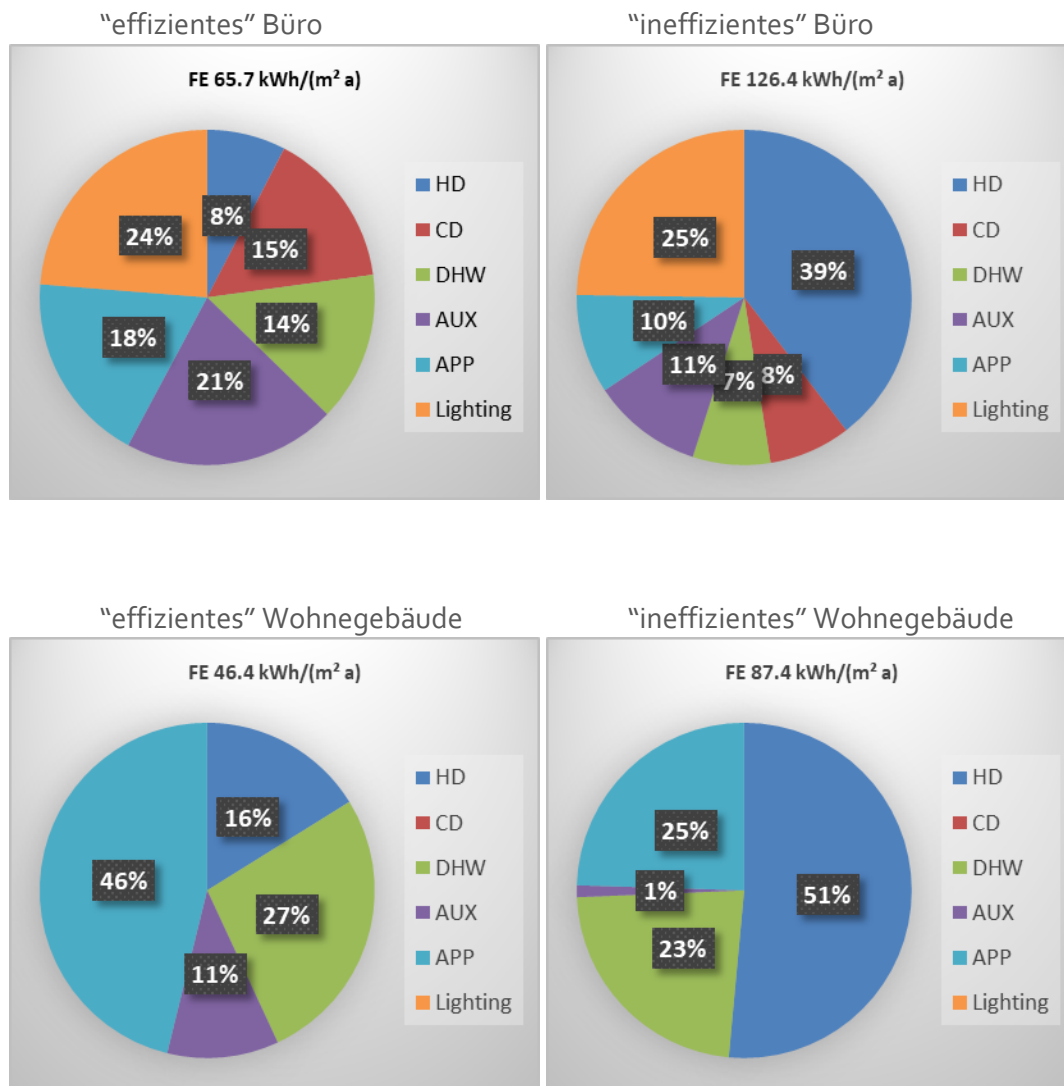 “effizientes” Büro
“ineffizientes” Büro
FE 65.7 kWh/(m² a)
8%
15%
14%
21%
18%
24%
HD
CD
DHW
AUX
APP
Lighting
FE 126.4 kWh/(m² a)
39%
8%
7%
11%
10%
25%
HD
CD
DHW
AUX
APP
Lighting
“effizientes” Wohnegebäude
“ineffizientes” Wohnegebäude
FE 46.4 kWh/(m² a)
16%
27%
11%
46%
HD
CD
DHW
AUX
APP
Lighting
FE 87.4 kWh/(m² a)
51%
23%
1%
25%
HD
CD
DHW
AUX
APP
Lighting